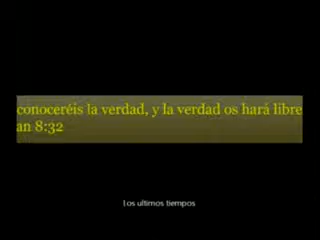 conoceréis la verdad, y la verdad os hará libre
an 8:32
Los ultimos tiempos